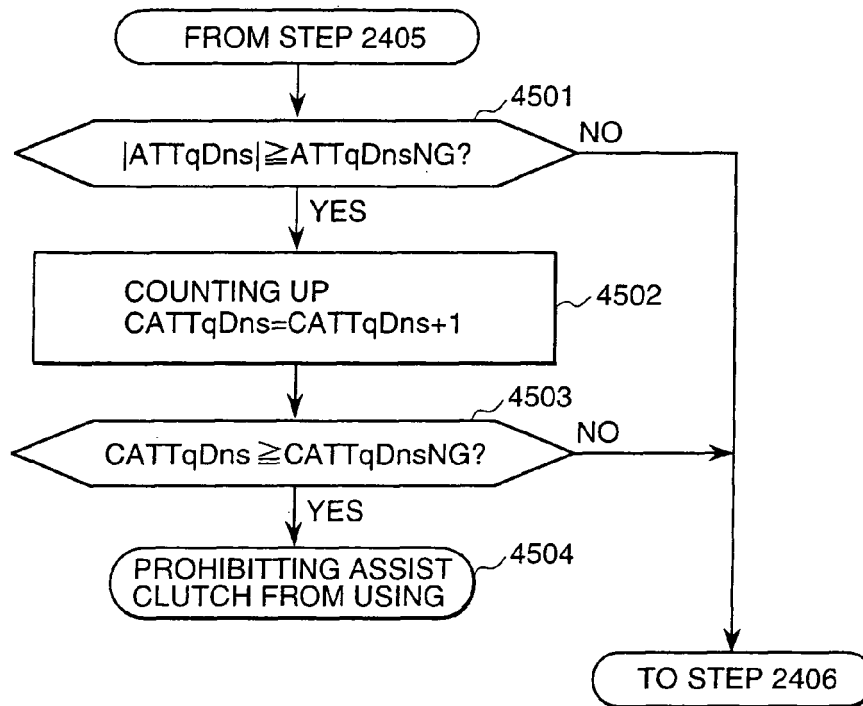 FROM STEP 2405
4501
|ATTqDns|≧ATTqDnsNG?
NO
YES
COUNTING UP
CATTqDns=CATTqDns+1
4502
4503
CATTqDns≧CATTqDnsNG?
NO
YES
PROHIBITTING ASSIST
CLUTCH FROM USING
4504
TO STEP 2406